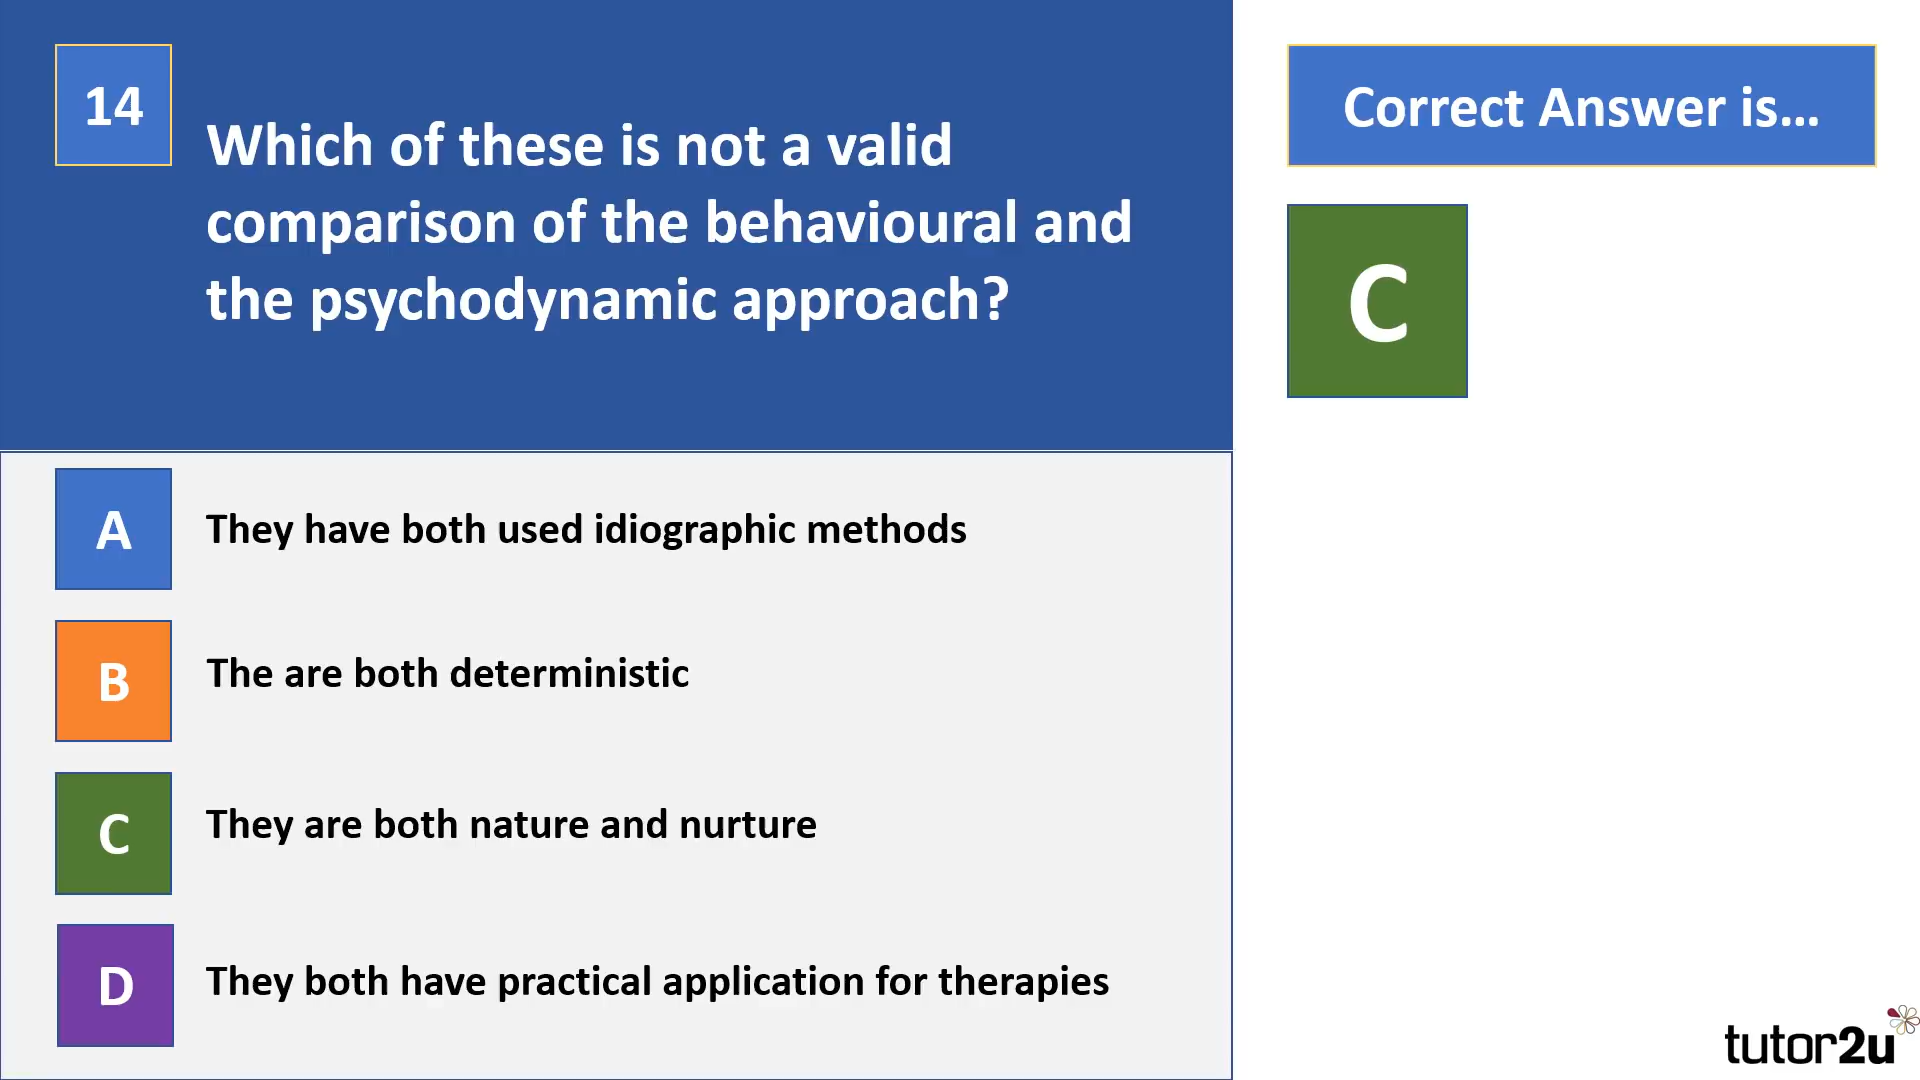 14
Which of these is not a valid
comparison of the behavioural and
the psychodynamic approach?
A
They have both used idiographic methods
B
The are both deterministic
C
They are both nature and nurture
D
They both have practical application for therapies
Correct Answer is...
C
tutor2u